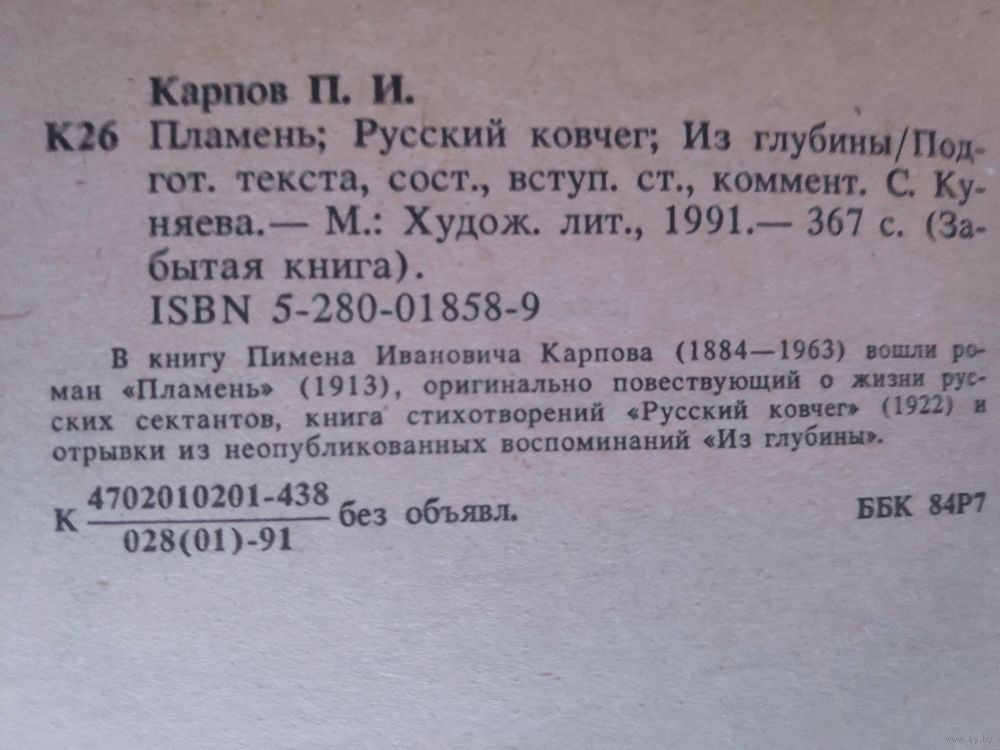 Карпов П. И.
К26 Пламень; Русский ковчег; Из глубины/Под-
гот. текста, сост., вступ. ст., коммент. С. Ку-
няева.— М.: Худож. лит., 1991.— 367 с. (За-
бытая книга).
ISBN 5-280-01858-9
В книгу Пимена Ивановича Карпова (1884—1963) вошли ро-
ман «Пламень» (1913), оригинально повествующий о жизни рус-
ских сектантов, книга стихотворений «Русский ковчег» (1922) и
отрывки из неопубликованных воспоминаний «Из глубины».
К 4702010201-438
028(01)-91 без объявл.
ББК 84Р7
www.ay.by